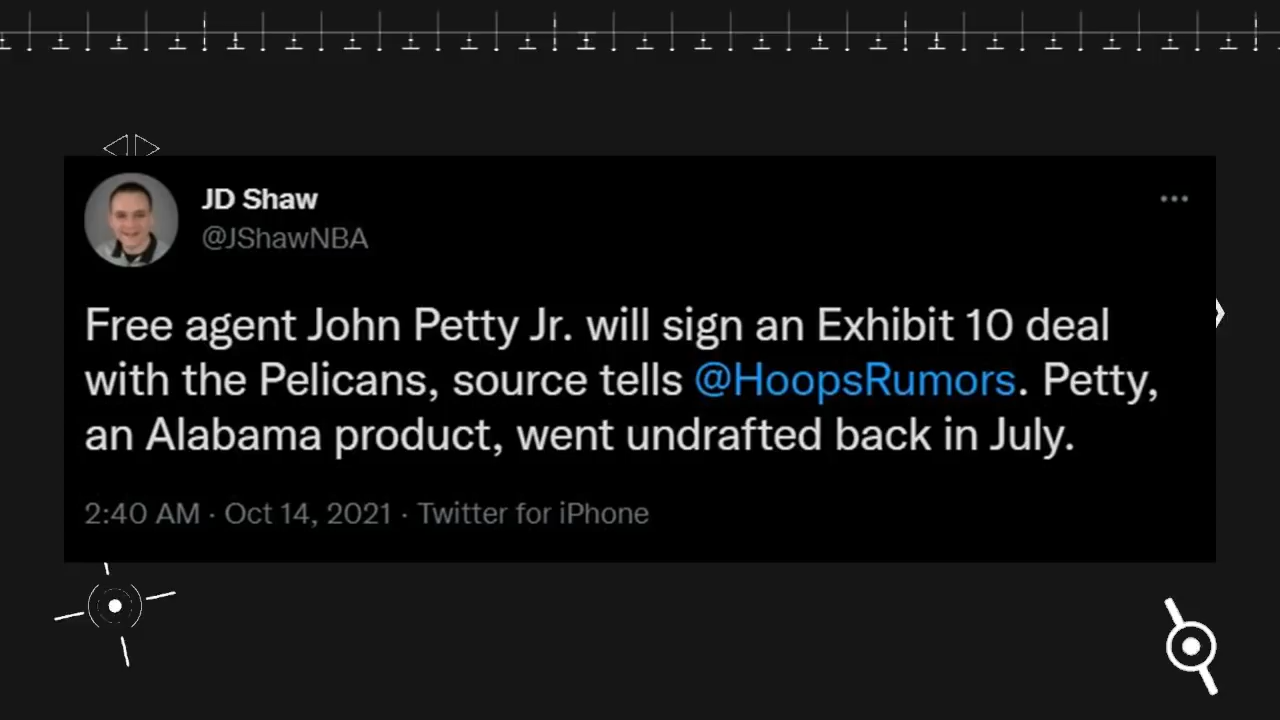 JD Shaw
@JShawNBA
Free agent John Petty Jr. will sign an Exhibit 10 deal
with the Pelicans, source tells @HoopsRumors. Petty,
an Alabama product, went undrafted back in July.
2:40 AM · Oct 14, 2021 · Twitter for iPhone